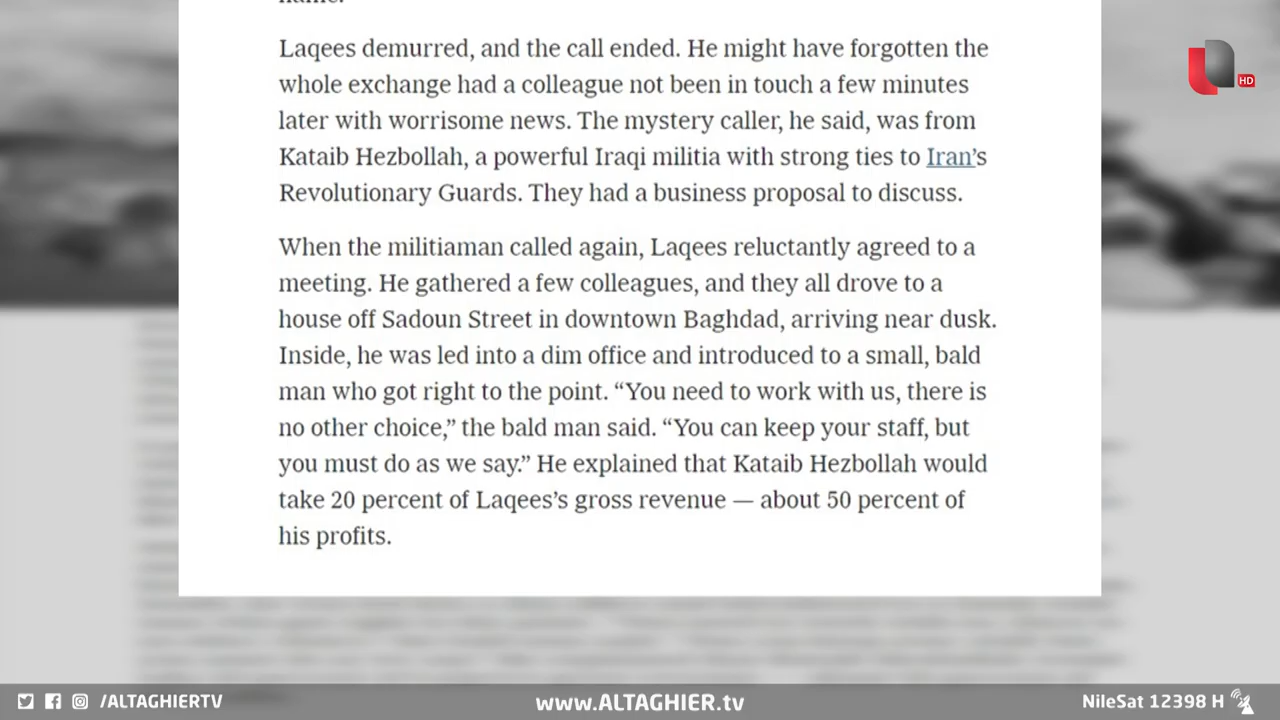 name.
Laqees demurred, and the call ended. He might have forgotten the
whole exchange had a colleague not been in touch a few minutes
later with worrisome news. The mystery caller, he said, was from
Kataib Hezbollah, a powerful Iraqi militia with strong ties to Iran’s
Revolutionary Guards. They had a business proposal to discuss.
When the militiaman called again, Laqees reluctantly agreed to a
meeting. He gathered a few colleagues, and they all drove to a
house off Sadoun Street in downtown Baghdad, arriving near dusk.
Inside, he was led into a dim office and introduced to a small, bald
man who got right to the point. “You need to work with us, there is
no other choice,” the bald man said. “You can keep your staff, but
you must do as we say.” He explained that Kataib Hezbollah would
take 20 percent of Laqees’s gross revenue — about 50 percent of
his profits.
HD
/ALTAGHIERTV
www.ALTAGHIER.tv
NileSat 12398 H